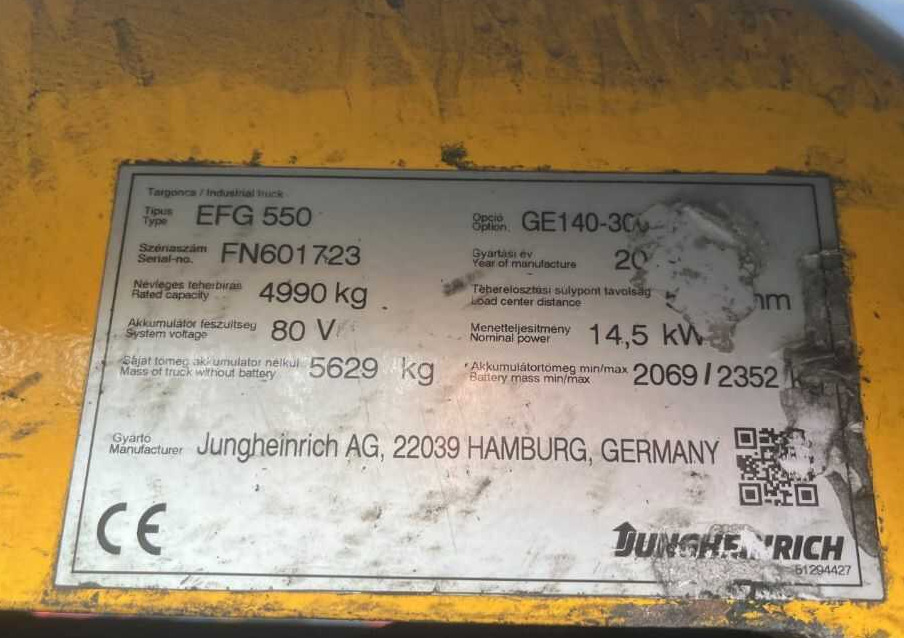 Targonca / Industrial truck
Típus
Type EFG 550
Opció
Option. GE140-300
Szériaszám
Serial-no. FN601723
Gyártási év
Year of manufacture 20
Névleges teherbírás
Rated capacity 4990 kg
Teherelosztási súlypont távolság
Load center distance mm
Akkumulátor feszültség
System voltage 80 V
Menetteljesítmény
Nominal power 14,5 kW
Saját tömeg akkumulátor nélkül
Mass of truck without battery 5629 kg
Akkumulátortömeg min/max
Battery mass min/max 2069 / 2352
Gyártó
Manufacturer Jungheinrich AG, 22039 HAMBURG, GERMANY
CE
JUNGHEINRICH
51294427